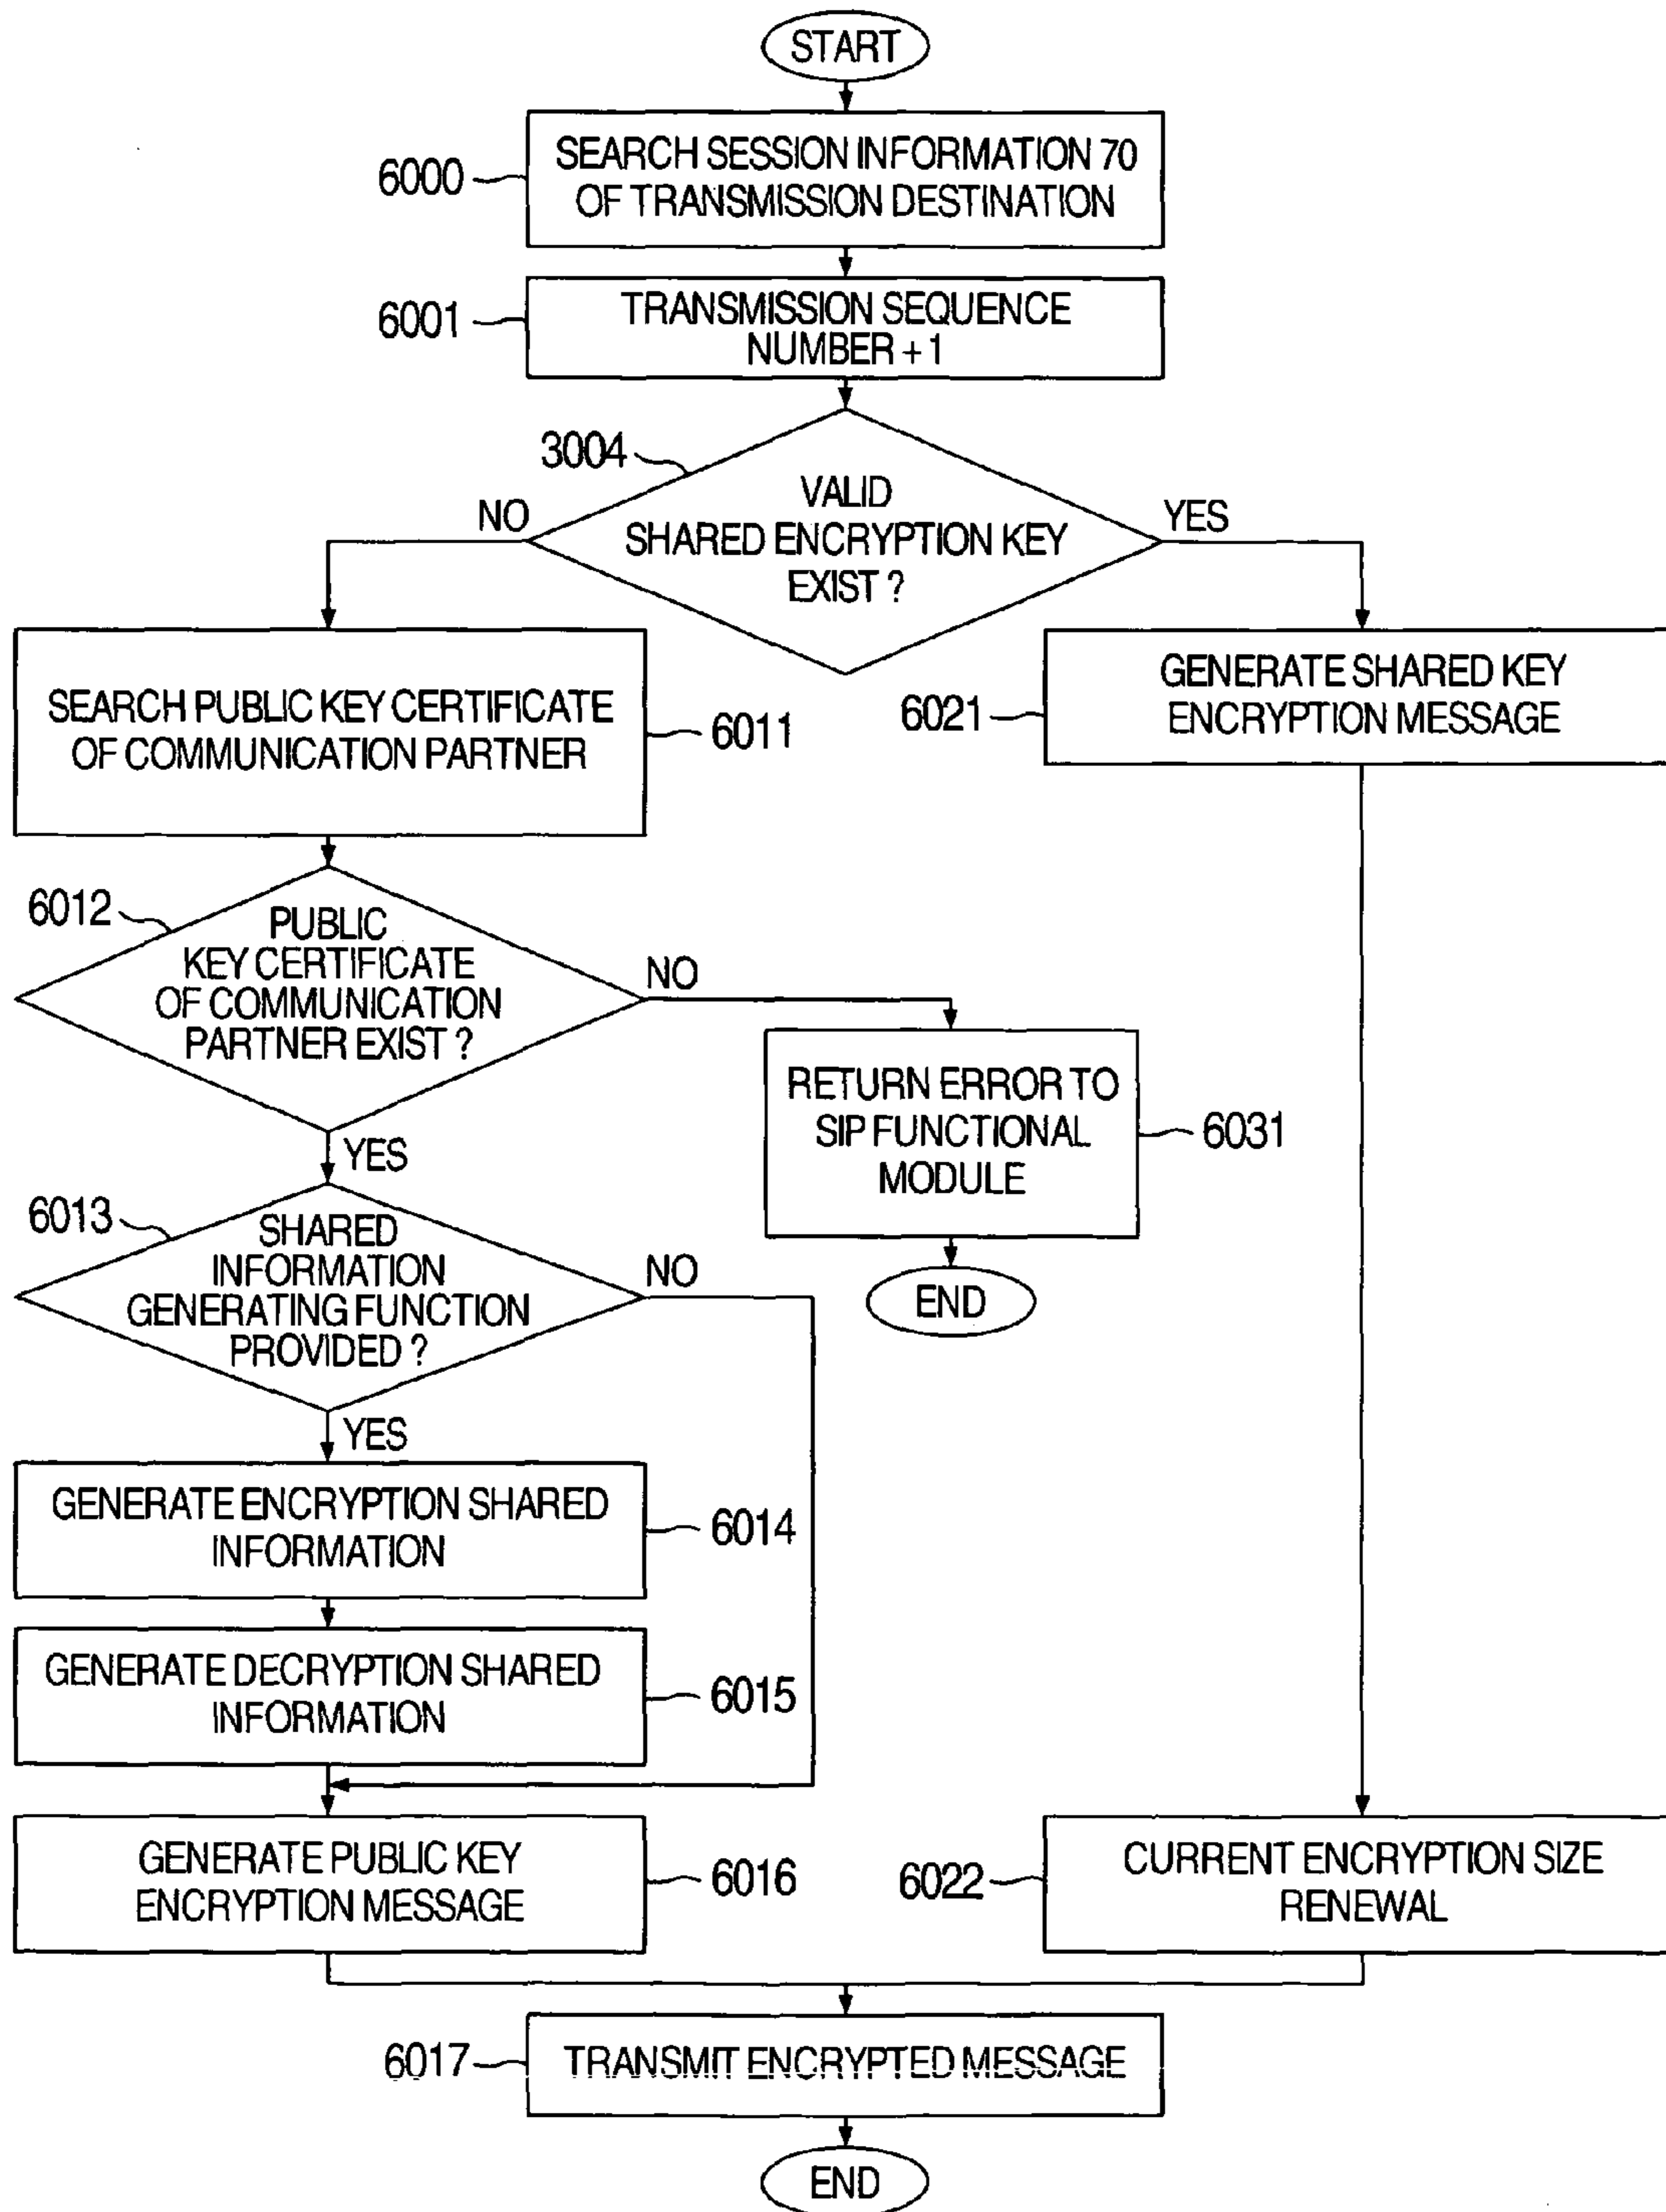 START
6000
SEARCH SESSION INFORMATION 70
OF TRANSMISSION DESTINATION
6001
TRANSMISSION SEQUENCE
NUMBER + 1
3004
VALID
SHARED ENCRYPTION KEY
EXIST ?
NO
YES
SEARCH PUBLIC KEY CERTIFICATE
OF COMMUNICATION PARTNER
6011
6021
GENERATE SHARED KEY
ENCRYPTION MESSAGE
6012
PUBLIC
KEY CERTIFICATE
OF COMMUNICATION
PARTNER EXIST ?
NO
YES
RETURN ERROR TO
SIP FUNCTIONAL
MODULE
6031
END
6013
SHARED
INFORMATION
GENERATING FUNCTION
PROVIDED ?
NO
YES
GENERATE ENCRYPTION SHARED
INFORMATION
6014
GENERATE DECRYPTION SHARED
INFORMATION
6015
GENERATE PUBLIC KEY
ENCRYPTION MESSAGE
6016
6022
CURRENT ENCRYPTION SIZE
RENEWAL
6017
TRANSMIT ENCRYPTED MESSAGE
END